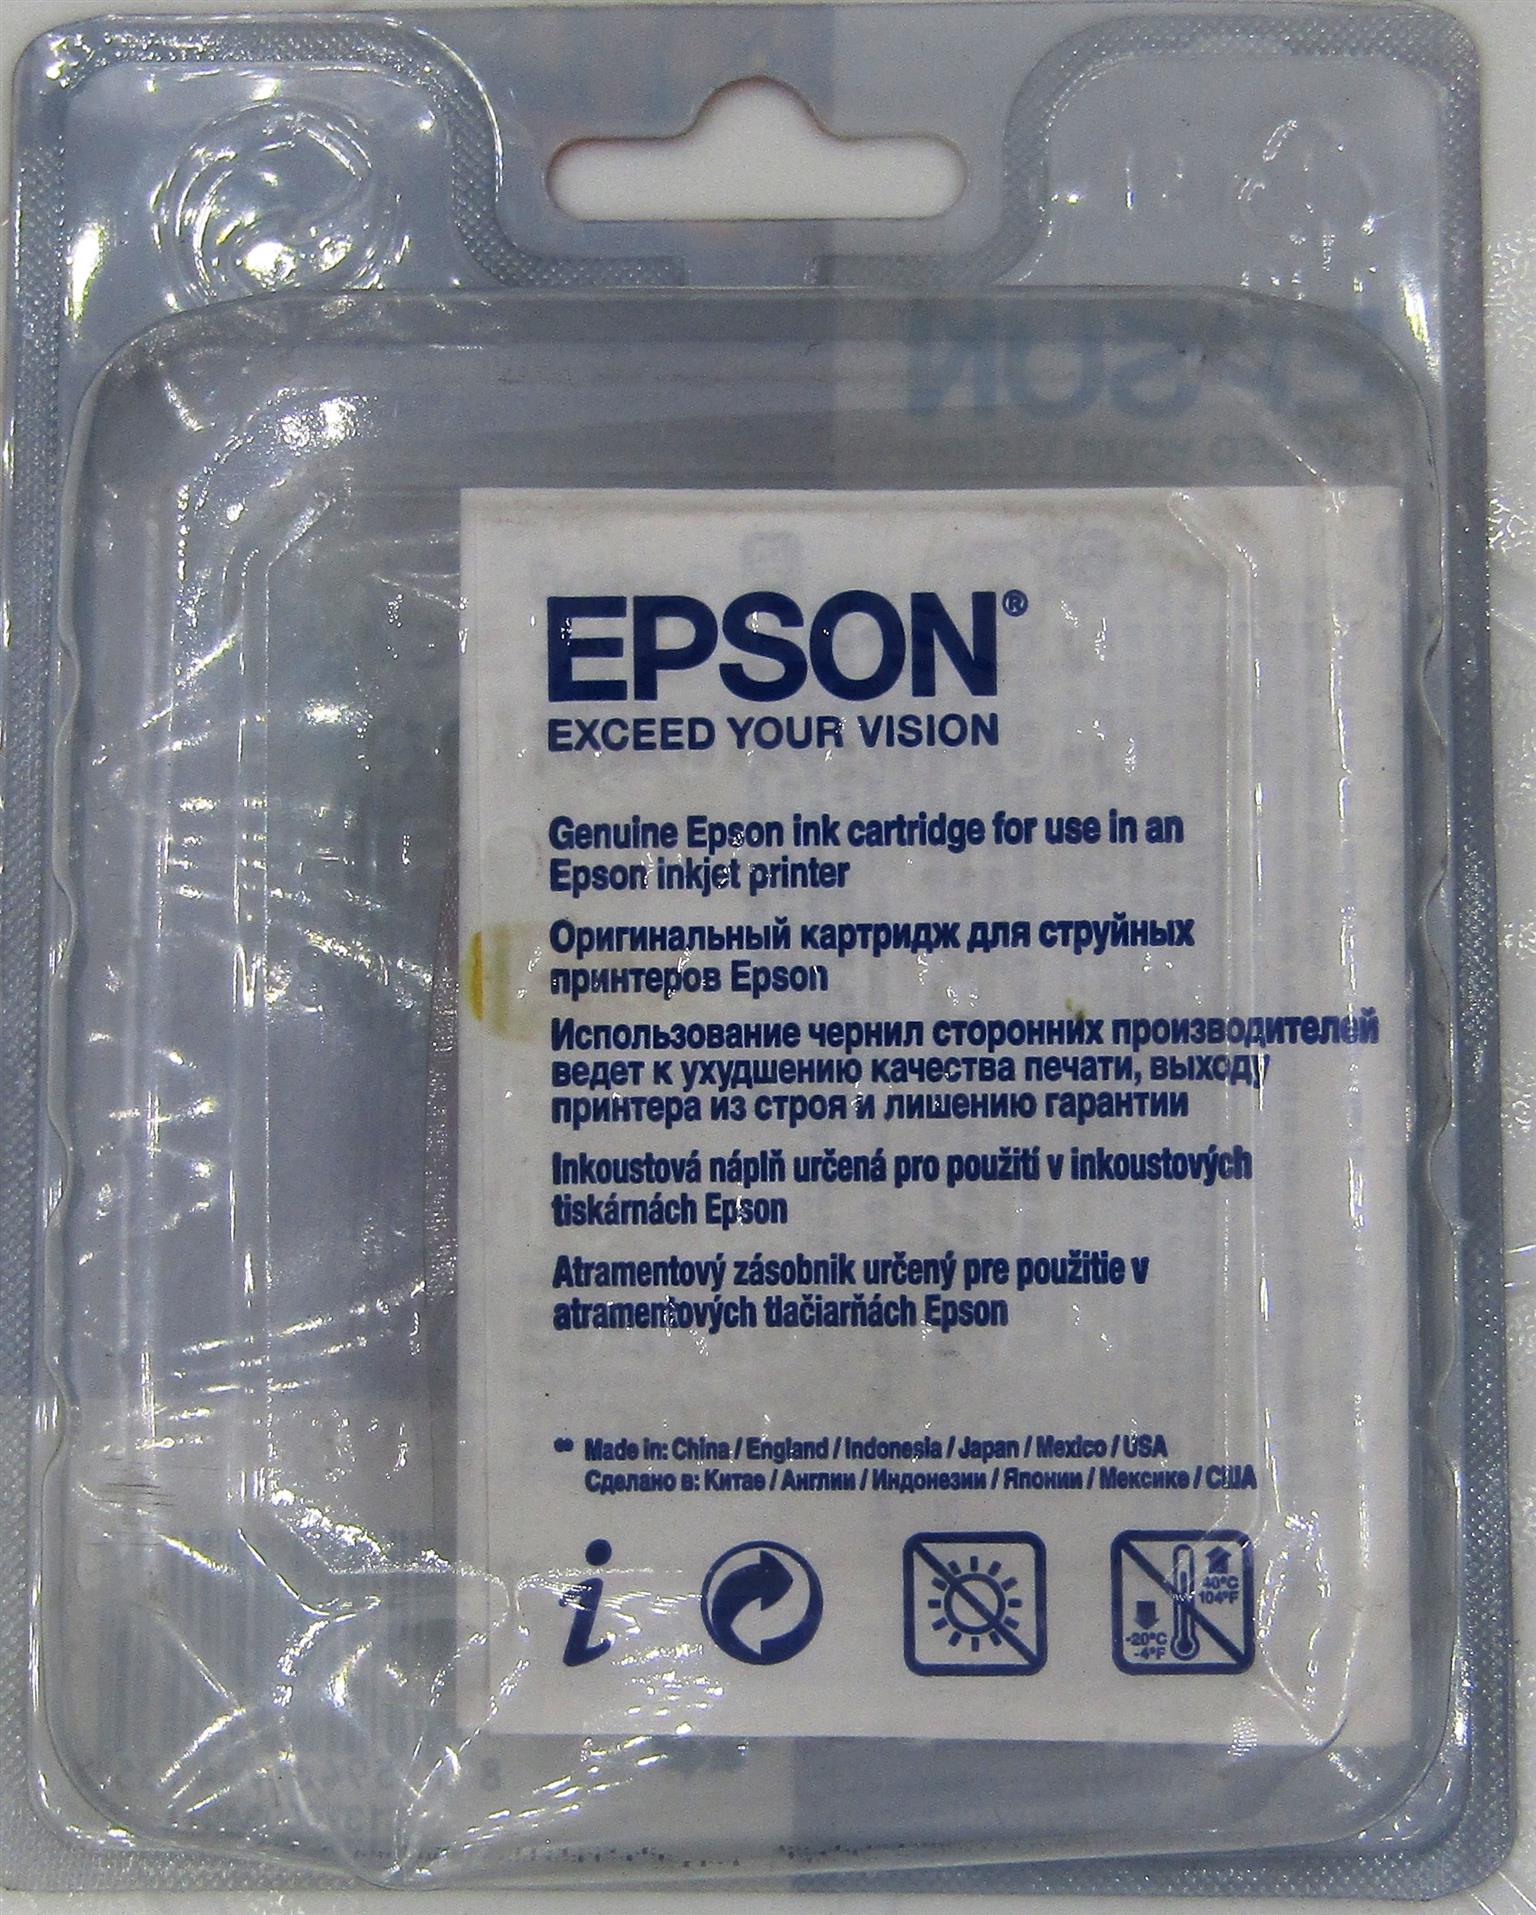 EPSON®
EXCEED YOUR VISION
Genuine Epson ink cartridge for use in an
Epson inkjet printer
Оригинальный картридж для струйных
принтеров Epson
Использование чернил сторонних производителей
ведет к ухудшению качества печати, выходу
принтера из строя и лишению гарантии
Inkoustová náplň určená pro použití v inkoustových
tiskárnách Epson
Atramentový zásobnik určený pre použitie v
atramentových tlačiarňách Epson
Made in: China / England / Indonesia / Japan / Mexico / USA
Сделано в: Китае / Англии / Индонезии / Японии / Мексике / США
i
40°C
104°F
-20°C
-4°F